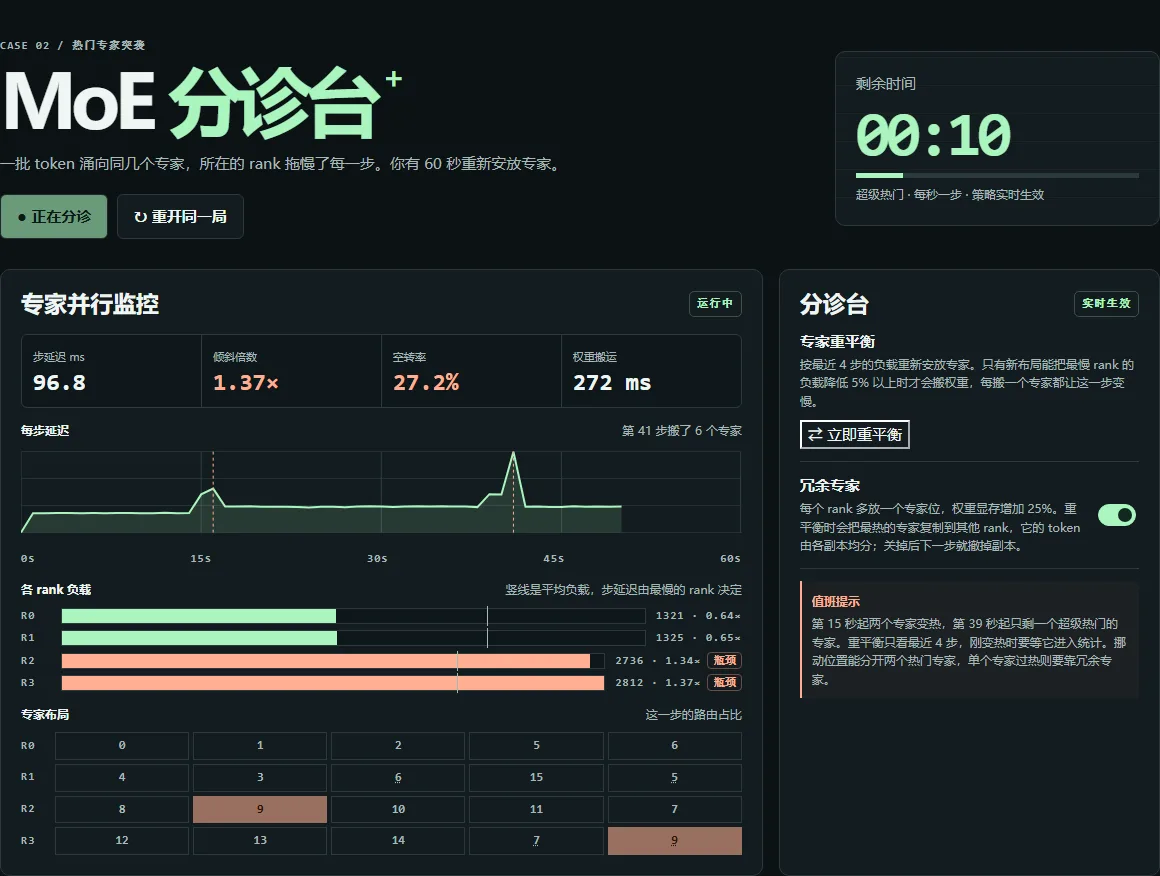 CASE 02 / 热门专家突袭
MoE 分诊台+
一批 token 涌向同几个专家，所在的 rank 拖慢了每一步。你有 60 秒重新安放专家。
● 正在分诊
↻ 重开同一局
剩余时间
00:10
超级热门 · 每秒一步 · 策略实时生效
专家并行监控
运行中
步延迟 ms
96.8
倾斜倍数
1.37×
空转率
27.2%
权重搬运
272 ms
每步延迟
第 41 步搬了 6 个专家
0s 15s 30s 45s 60s
各 rank 负载
竖线是平均负载，步延迟由最慢的 rank 决定
R0 1321 · 0.64×
R1 1325 · 0.65×
R2 2736 · 1.34× 瓶颈
R3 2812 · 1.37× 瓶颈
专家布局
这一步的路由占比
R0 0 1 2 5 6
R1 4 3 6 15 5
R2 8 9 10 11 7
R3 12 13 14 7 9
分诊台
实时生效
专家重平衡
按最近 4 步的负载重新安放专家。只有新布局能把最慢 rank 的
负载降低 5% 以上时才会搬权重，每搬一个专家都让这一步变
慢。
⇄ 立即重平衡
冗余专家
每个 rank 多放一个专家位，权重显存增加 25%。重
平衡时会把最热的专家复制到其他 rank，它的 token
由各副本均分；关掉后下一步就撤掉副本。
值班提示
第 15 秒起两个专家变热，第 39 秒起只剩一个超级热门的
专家。重平衡只看最近 4 步，刚变热时要等它进入统计。挪
动位置能分开两个热门专家，单个专家过热则要靠冗余专
家。